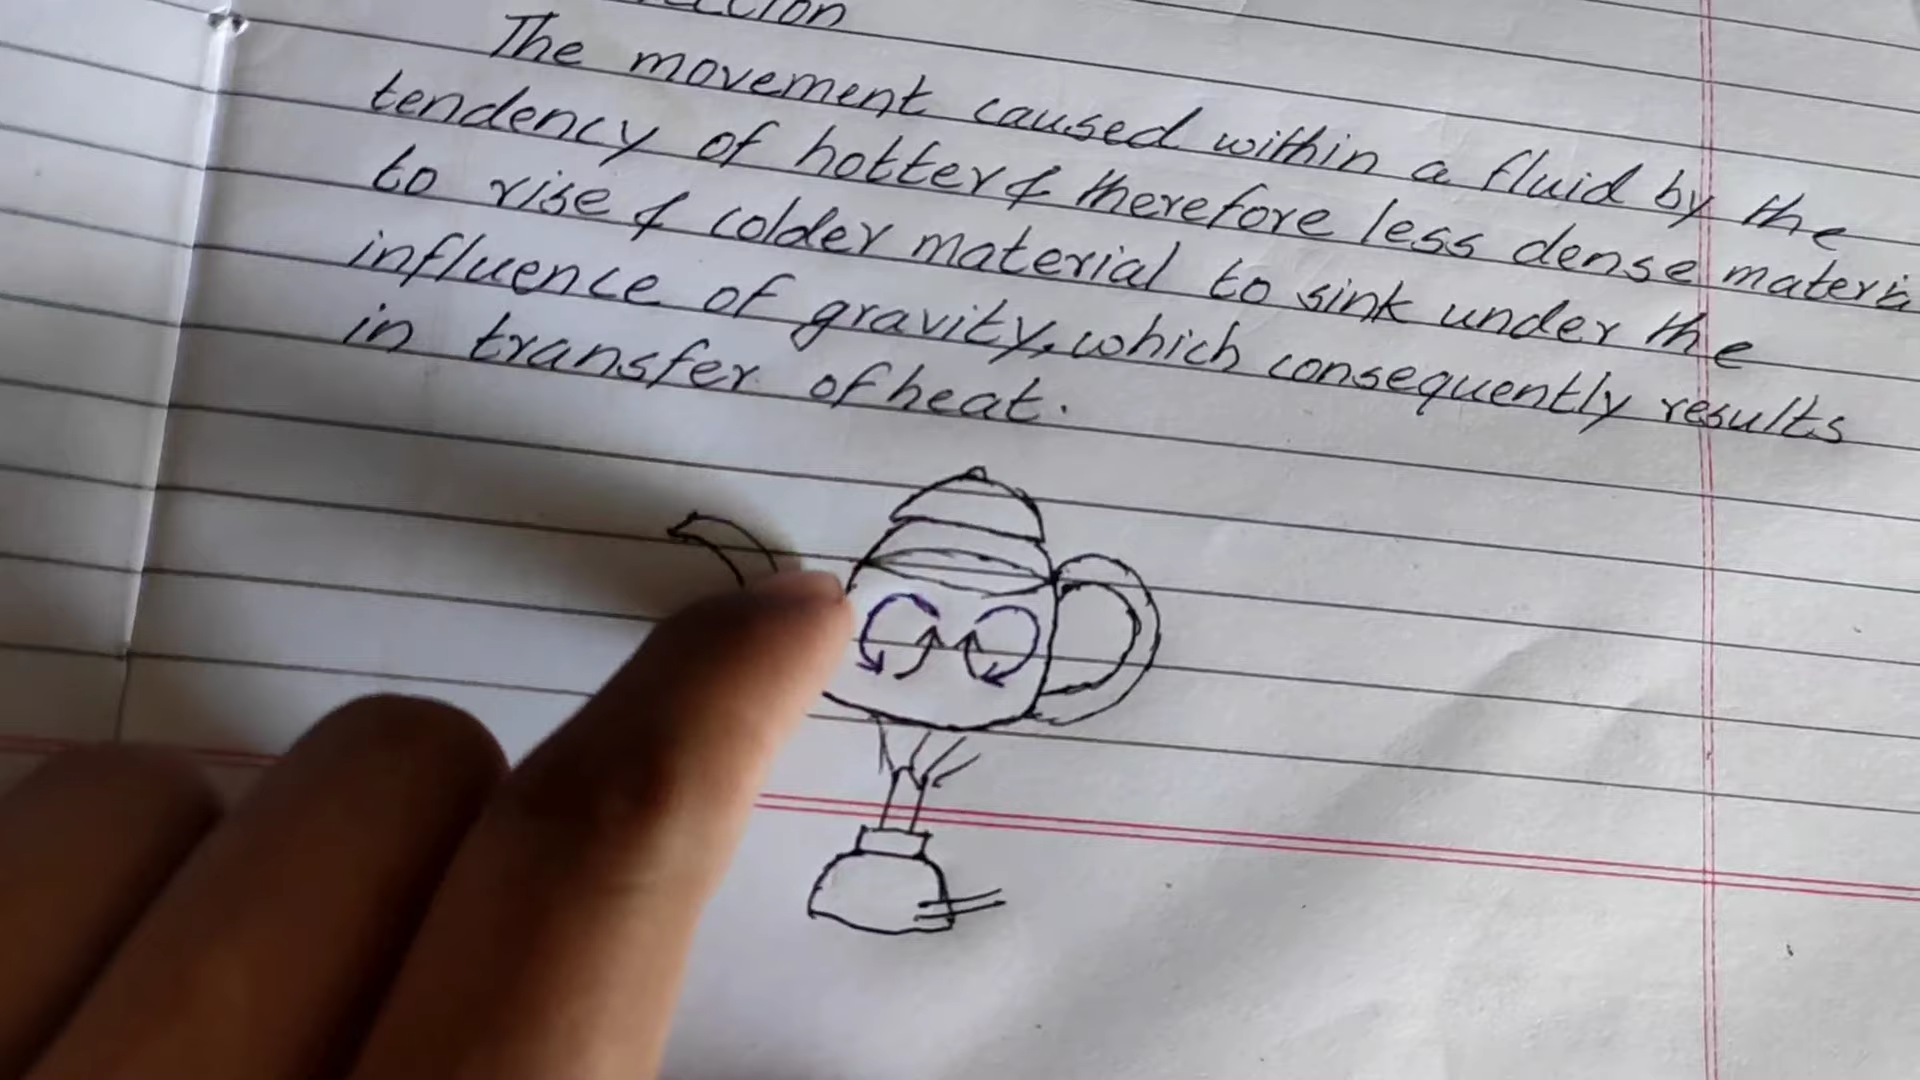 The movement caused within a fluid by the
tendency of hotter & therefore less dense materi
to rise & colder material to sink under the
influence of gravity, which consequently results
in transfer of heat.